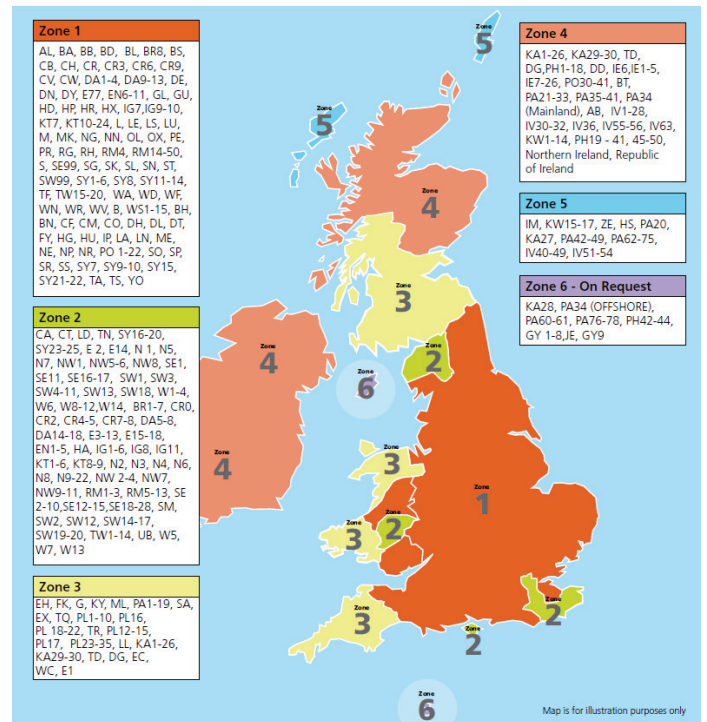 Zone 1
AL, BA, BB, BD, BL, BR8, BS,
CB, CH, CR, CR3, CR6, CR9,
CV, CW, DA1-4, DA9-13, DE,
DN, DY, E77, EN6-11, GL, GU,
HD, HP, HR, HX, IG7,IG9-10,
KT7, KT10-24, L, LE, LS, LU,
M, MK, NG, NN, OL, OX, PE,
PR, RG, RH, RM4, RM14-50,
S, SE99, SG, SK, SL, SN, ST,
SW99, SY1-6, SY8, SY11-14,
TF, TW15-20, WA, WD, WF,
WN, WR, WV, B, WS1-15, BH,
BN, CF, CM, CO, DH, DL, DT,
FY, HG, HU, IP, LA, LN, ME,
NE, NP, NR, PO 1-22, SO, SP,
SR, SS, SY7, SY9-10, SY15,
SY21-22, TA, TS, YO
Zone 2
CA, CT, LD, TN, SY16-20,
SY23-25, E 2, E14, N 1, N5,
N7, NW1, NW5-6, NW8, SE1,
SE11, SE16-17, SW1, SW3,
SW4-11, SW13, SW18, W1-4,
W6, W8-12,W14, BR1-7, CR0,
CR2, CR4-5, CR7-8, DA5-8,
DA14-18, E3-13, E15-18,
EN1-5, HA, IG1-6, IG8, IG11,
KT1-6, KT8-9, N2, N3, N4, N6,
N8, N9-22, NW 2-4, NW7,
NW9-11, RM1-3, RM5-13, SE
2-10,SE12-15,SE18-28, SM,
SW2, SW12, SW14-17,
SW19-20, TW1-14, UB, W5,
W7, W13
Zone 3
EH, FK, G, KY, ML, PA1-19, SA,
EX, TQ, PL1-10, PL16,
PL 18-22, TR, PL12-15,
PL17, PL23-35, LL, KA1-26,
KA29-30, TD, DG, EC,
WC, E1
Zone 4
KA1-26, KA29-30, TD,
DG,PH1-18, DD, IE6,IE1-5,
IE7-26, PO30-41, BT,
PA21-33, PA35-41, PA34
(Mainland), AB, IV1-28,
IV30-32, IV36, IV55-56, IV63,
KW1-14, PH19 - 41, 45-50,
Northern Ireland, Republic
of Ireland
Zone 5
IM, KW15-17, ZE, HS, PA20,
KA27, PA42-49, PA62-75,
IV40-49, IV51-54
Zone 6 - On Request
KA28, PA34 (OFFSHORE),
PA60-61, PA76-78, PH42-44,
GY 1-8,JE, GY9
Zone
5
Zone
5
Zone
4
Zone
3
Zone
2
Zone
4
Zone
6
Zone
4
Zone
3
Zone
1
Zone
3
Zone
2
Zone
3
Zone
2
Zone
2
Zone
6
Map is for illustration purposes only